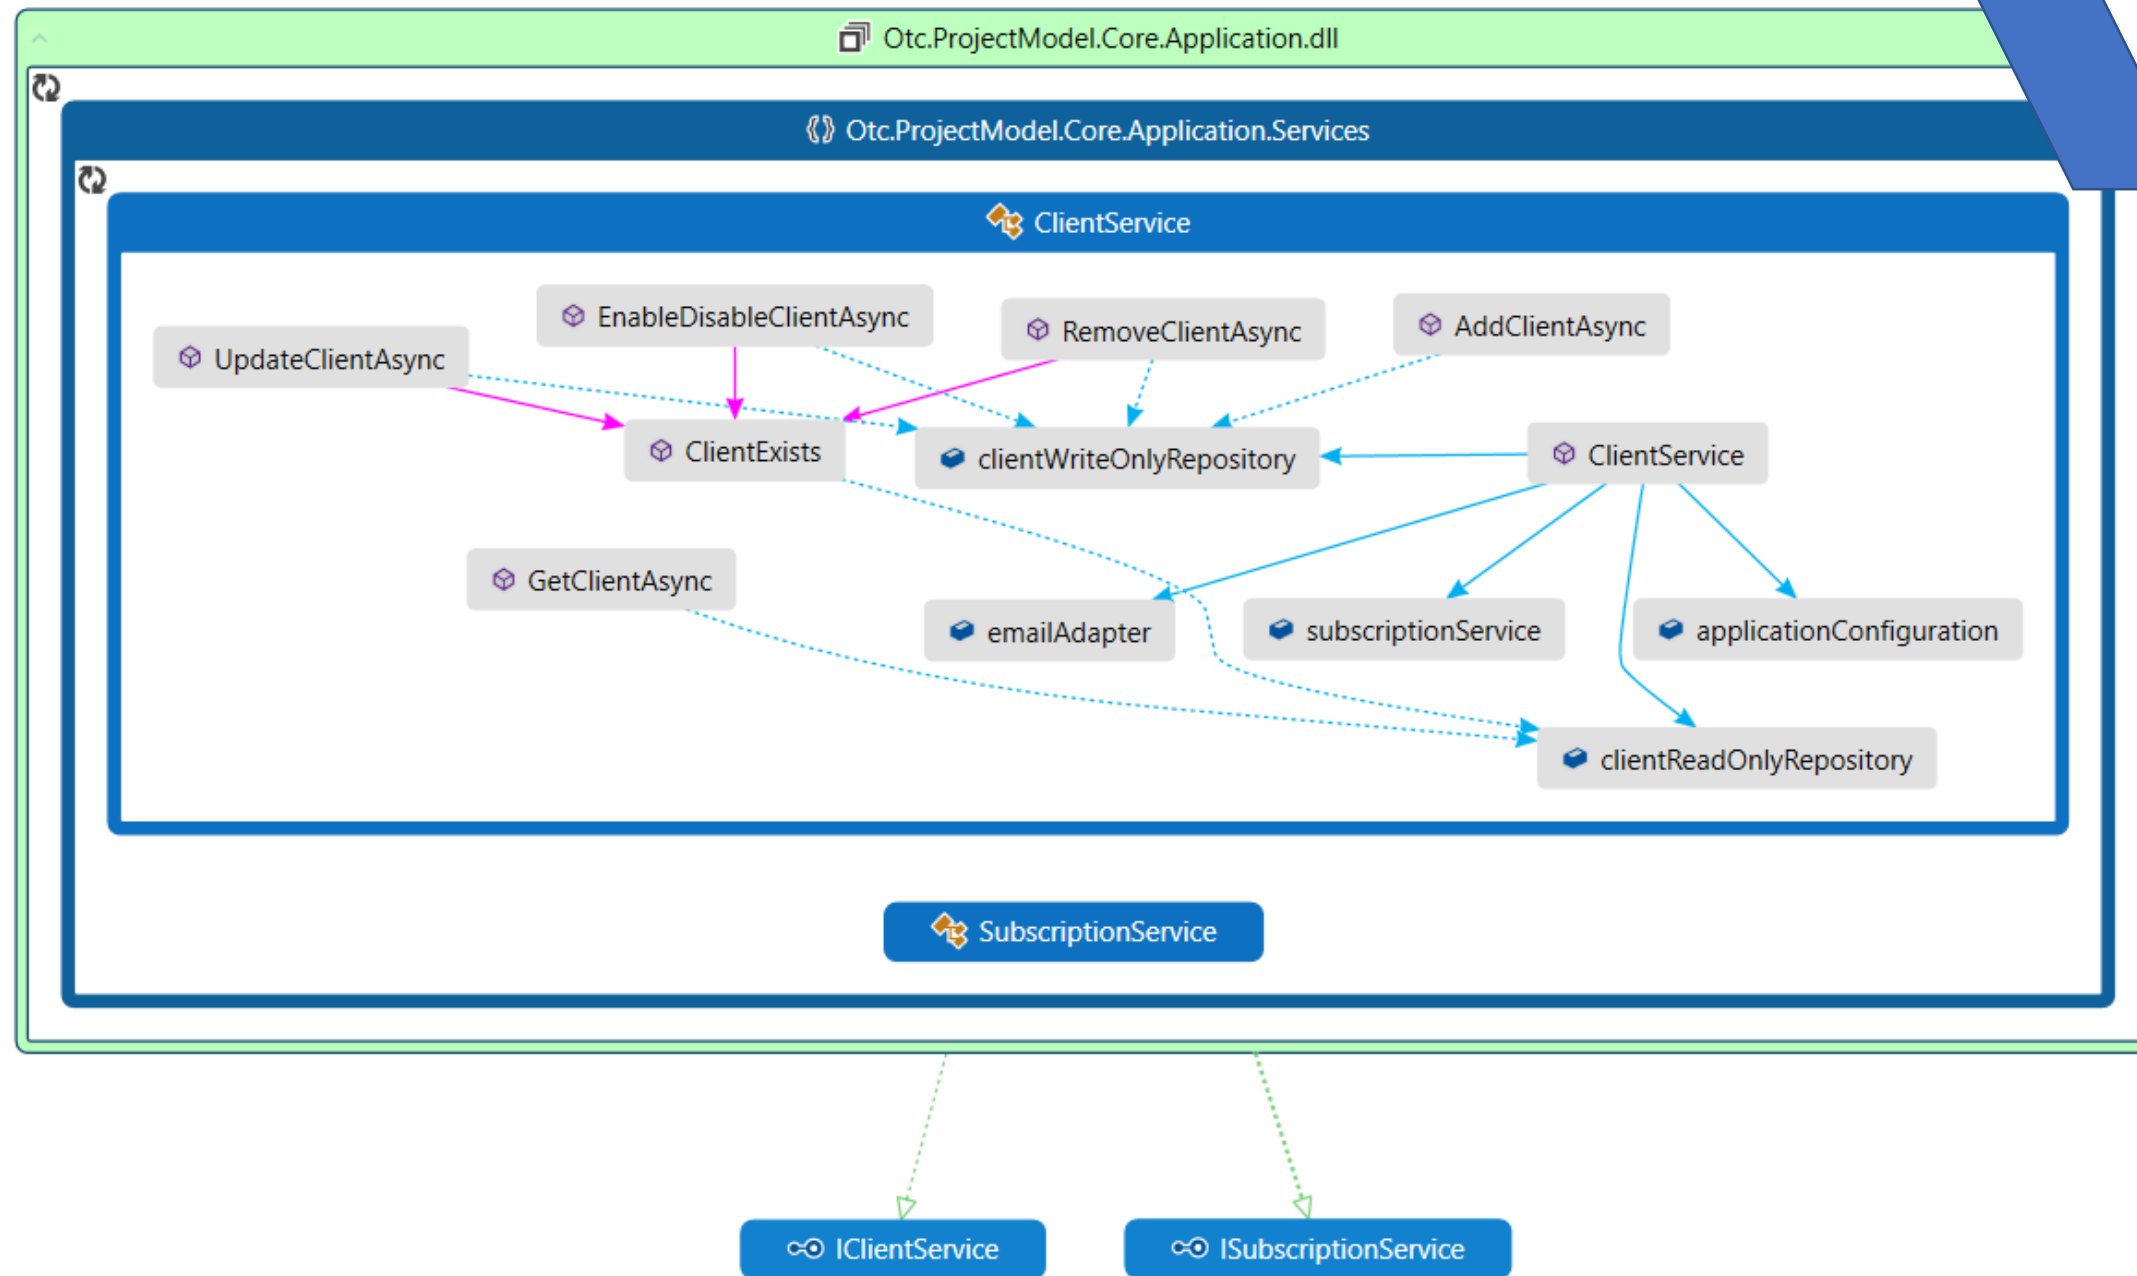 Otc.ProjectModel.Core.Application.dll
Otc.ProjectModel.Core.Application.Services
ClientService
EnableDisableClientAsync
RemoveClientAsync
AddClientAsync
UpdateClientAsync
ClientExists
clientWriteOnlyRepository
ClientService
GetClientAsync
emailAdapter
subscriptionService
applicationConfiguration
clientReadOnlyRepository
SubscriptionService
IClientService
ISubscriptionService